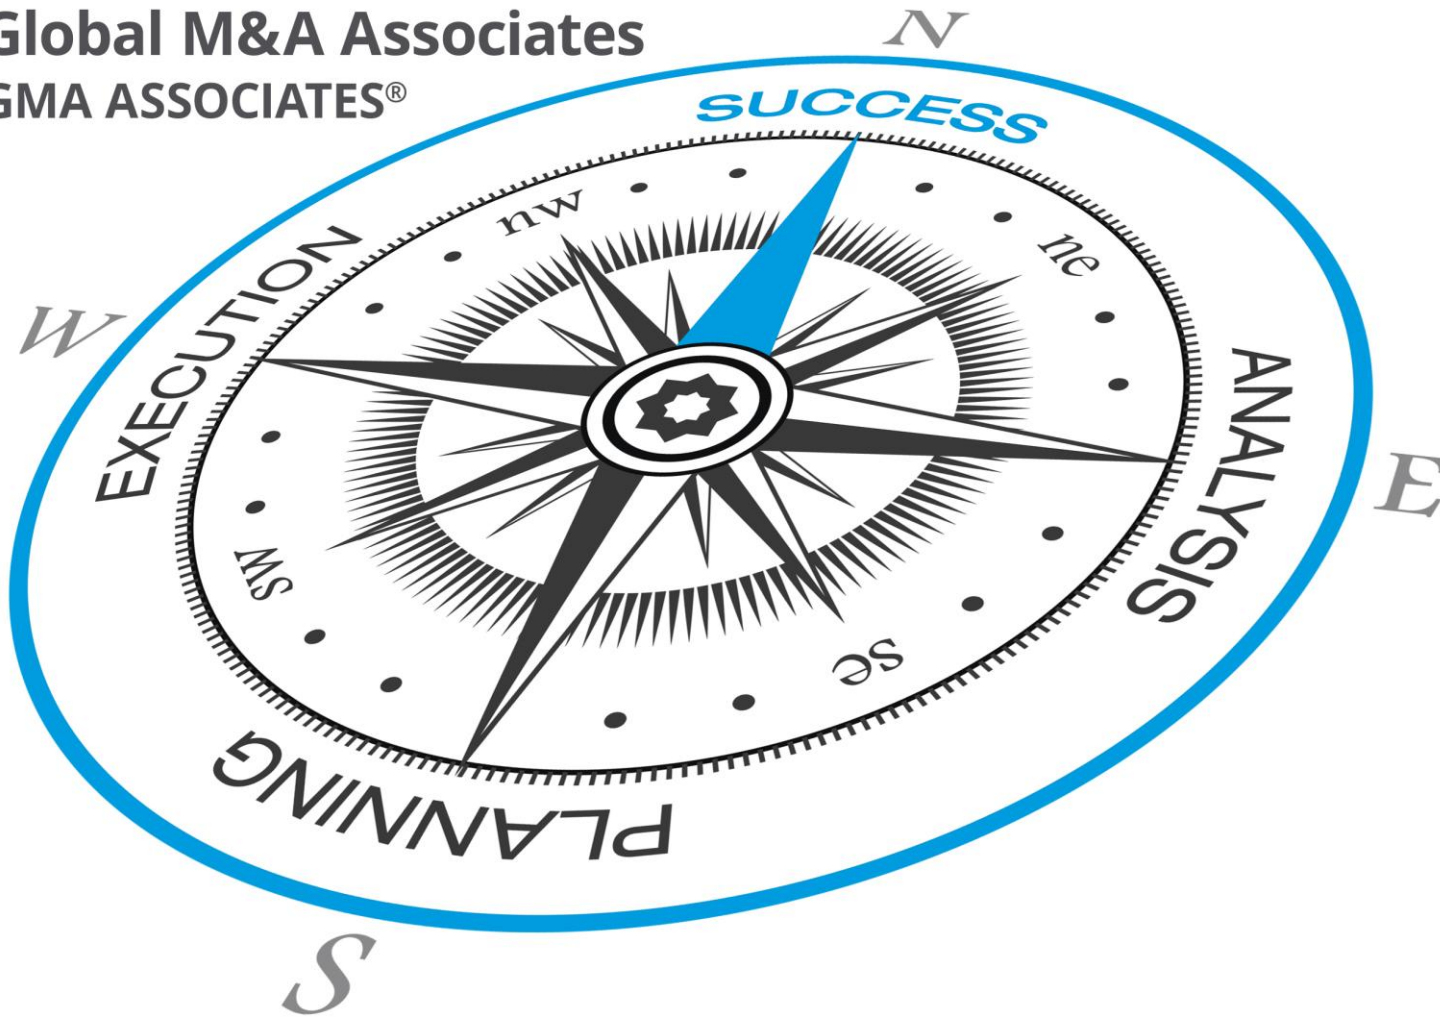 Global M&A Associates
GMA ASSOCIATES®
N
SUCCESS
nw
ne
EXECUTION
W
ANALYSIS
E
sw
se
PLANNING
S